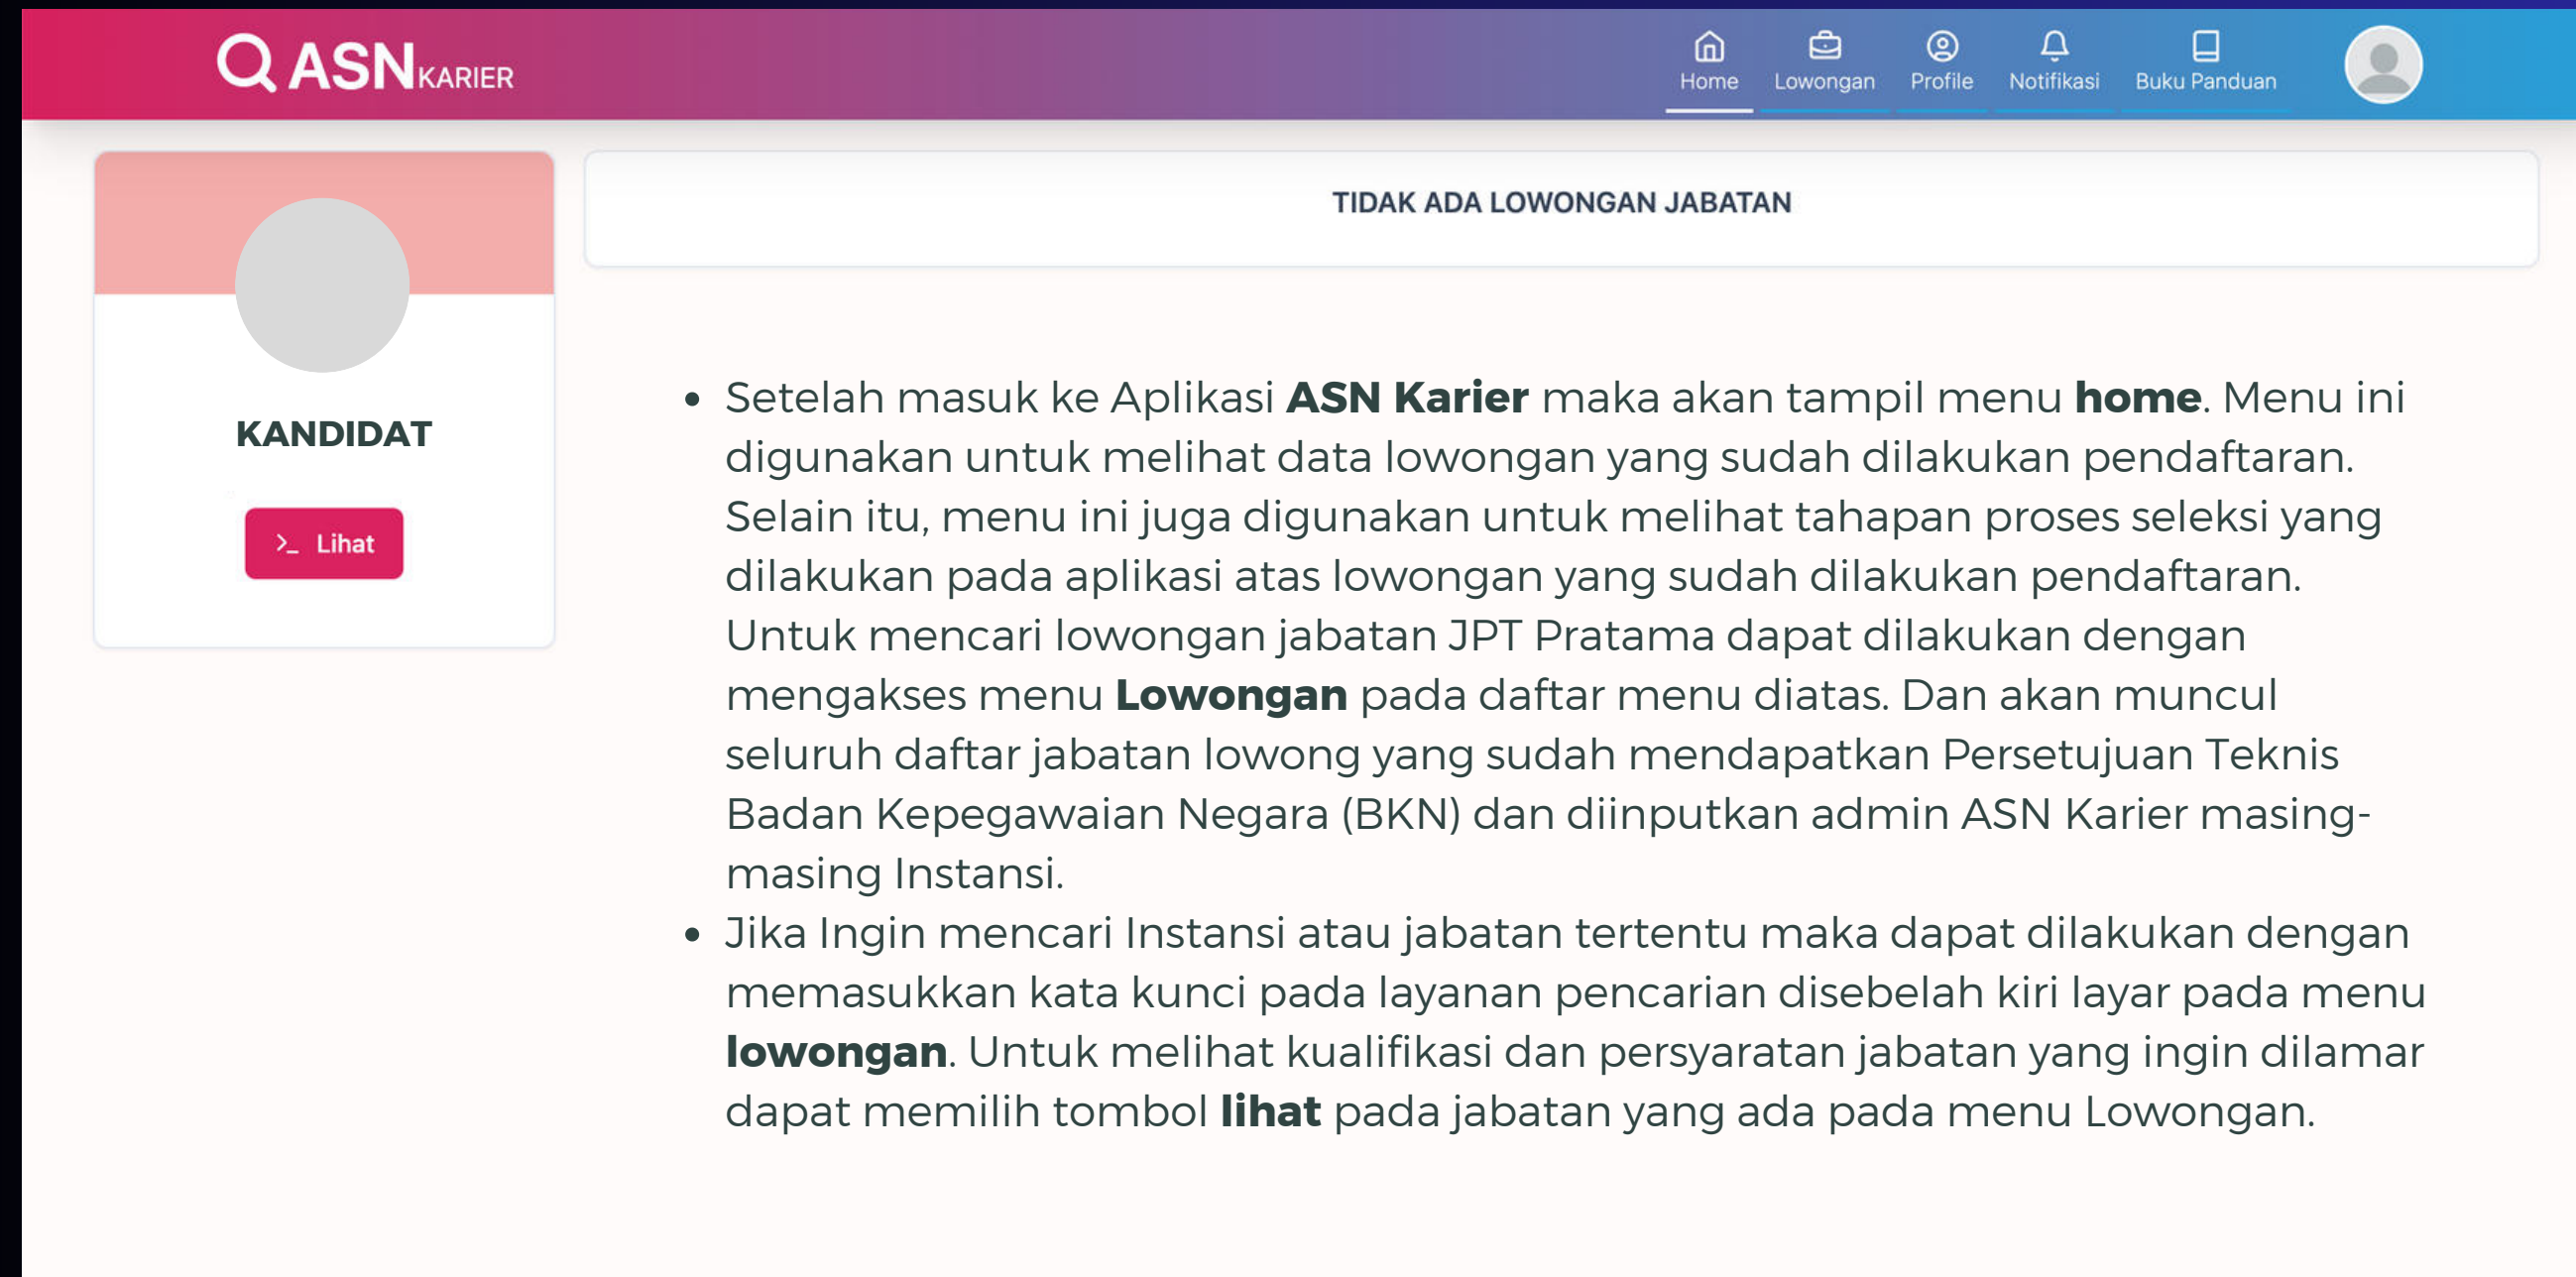 ASN KARIER
Home Lowongan Profile Notifikasi Buku Panduan
TIDAK ADA LOWONGAN JABATAN
KANDIDAT
>_ Lihat
• Setelah masuk ke Aplikasi ASN Karier maka akan tampil menu home. Menu ini
digunakan untuk melihat data lowongan yang sudah dilakukan pendaftaran.
Selain itu, menu ini juga digunakan untuk melihat tahapan proses seleksi yang
dilakukan pada aplikasi atas lowongan yang sudah dilakukan pendaftaran.
Untuk mencari lowongan jabatan JPT Pratama dapat dilakukan dengan
mengakses menu Lowongan pada daftar menu diatas. Dan akan muncul
seluruh daftar jabatan lowong yang sudah mendapatkan Persetujuan Teknis
Badan Kepegawaian Negara (BKN) dan diinputkan admin ASN Karier masing-
masing Instansi.
• Jika Ingin mencari Instansi atau jabatan tertentu maka dapat dilakukan dengan
memasukkan kata kunci pada layanan pencarian disebelah kiri layar pada menu
lowongan. Untuk melihat kualifikasi dan persyaratan jabatan yang ingin dilamar
dapat memilih tombol lihat pada jabatan yang ada pada menu Lowongan.